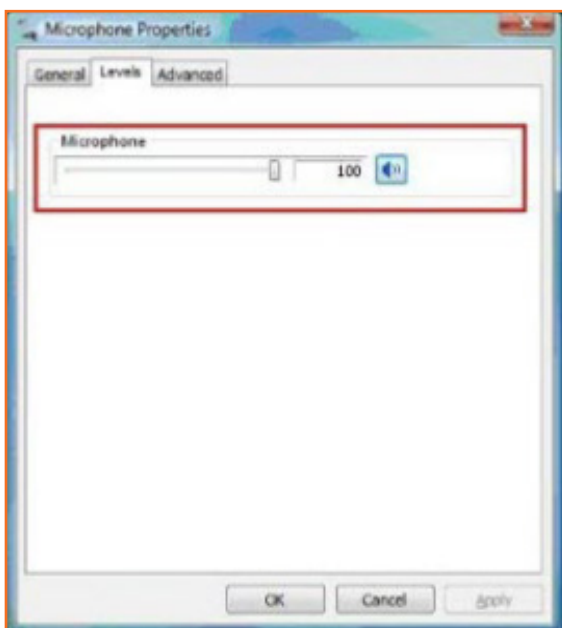 Microphone Properties
General Levels Advanced
Microphone
100
OK Cancel Apply